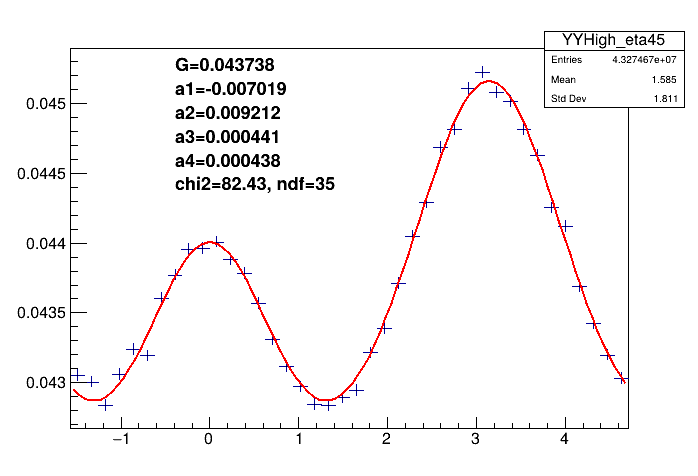 YYHigh_eta45
Entries 4.327467e+07
Mean 1.585
Std Dev 1.811
G=0.043738
a1=-0.007019
a2=0.009212
a3=0.000441
a4=0.000438
chi2=82.43, ndf=35
0.045
0.0445
0.044
0.0435
0.043
−1 0 1 2 3 4